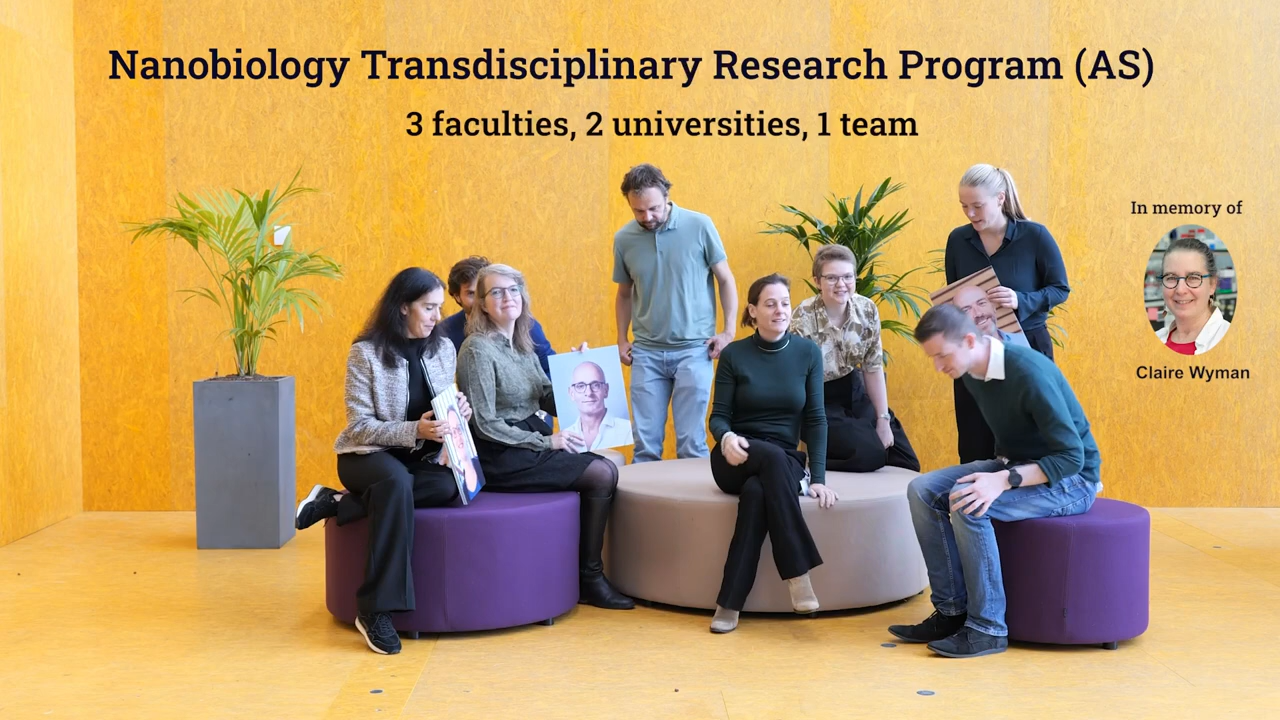 Nanobiology Transdisciplinary Research Program (AS)
3 faculties, 2 universities, 1 team
In memory of
Claire Wyman